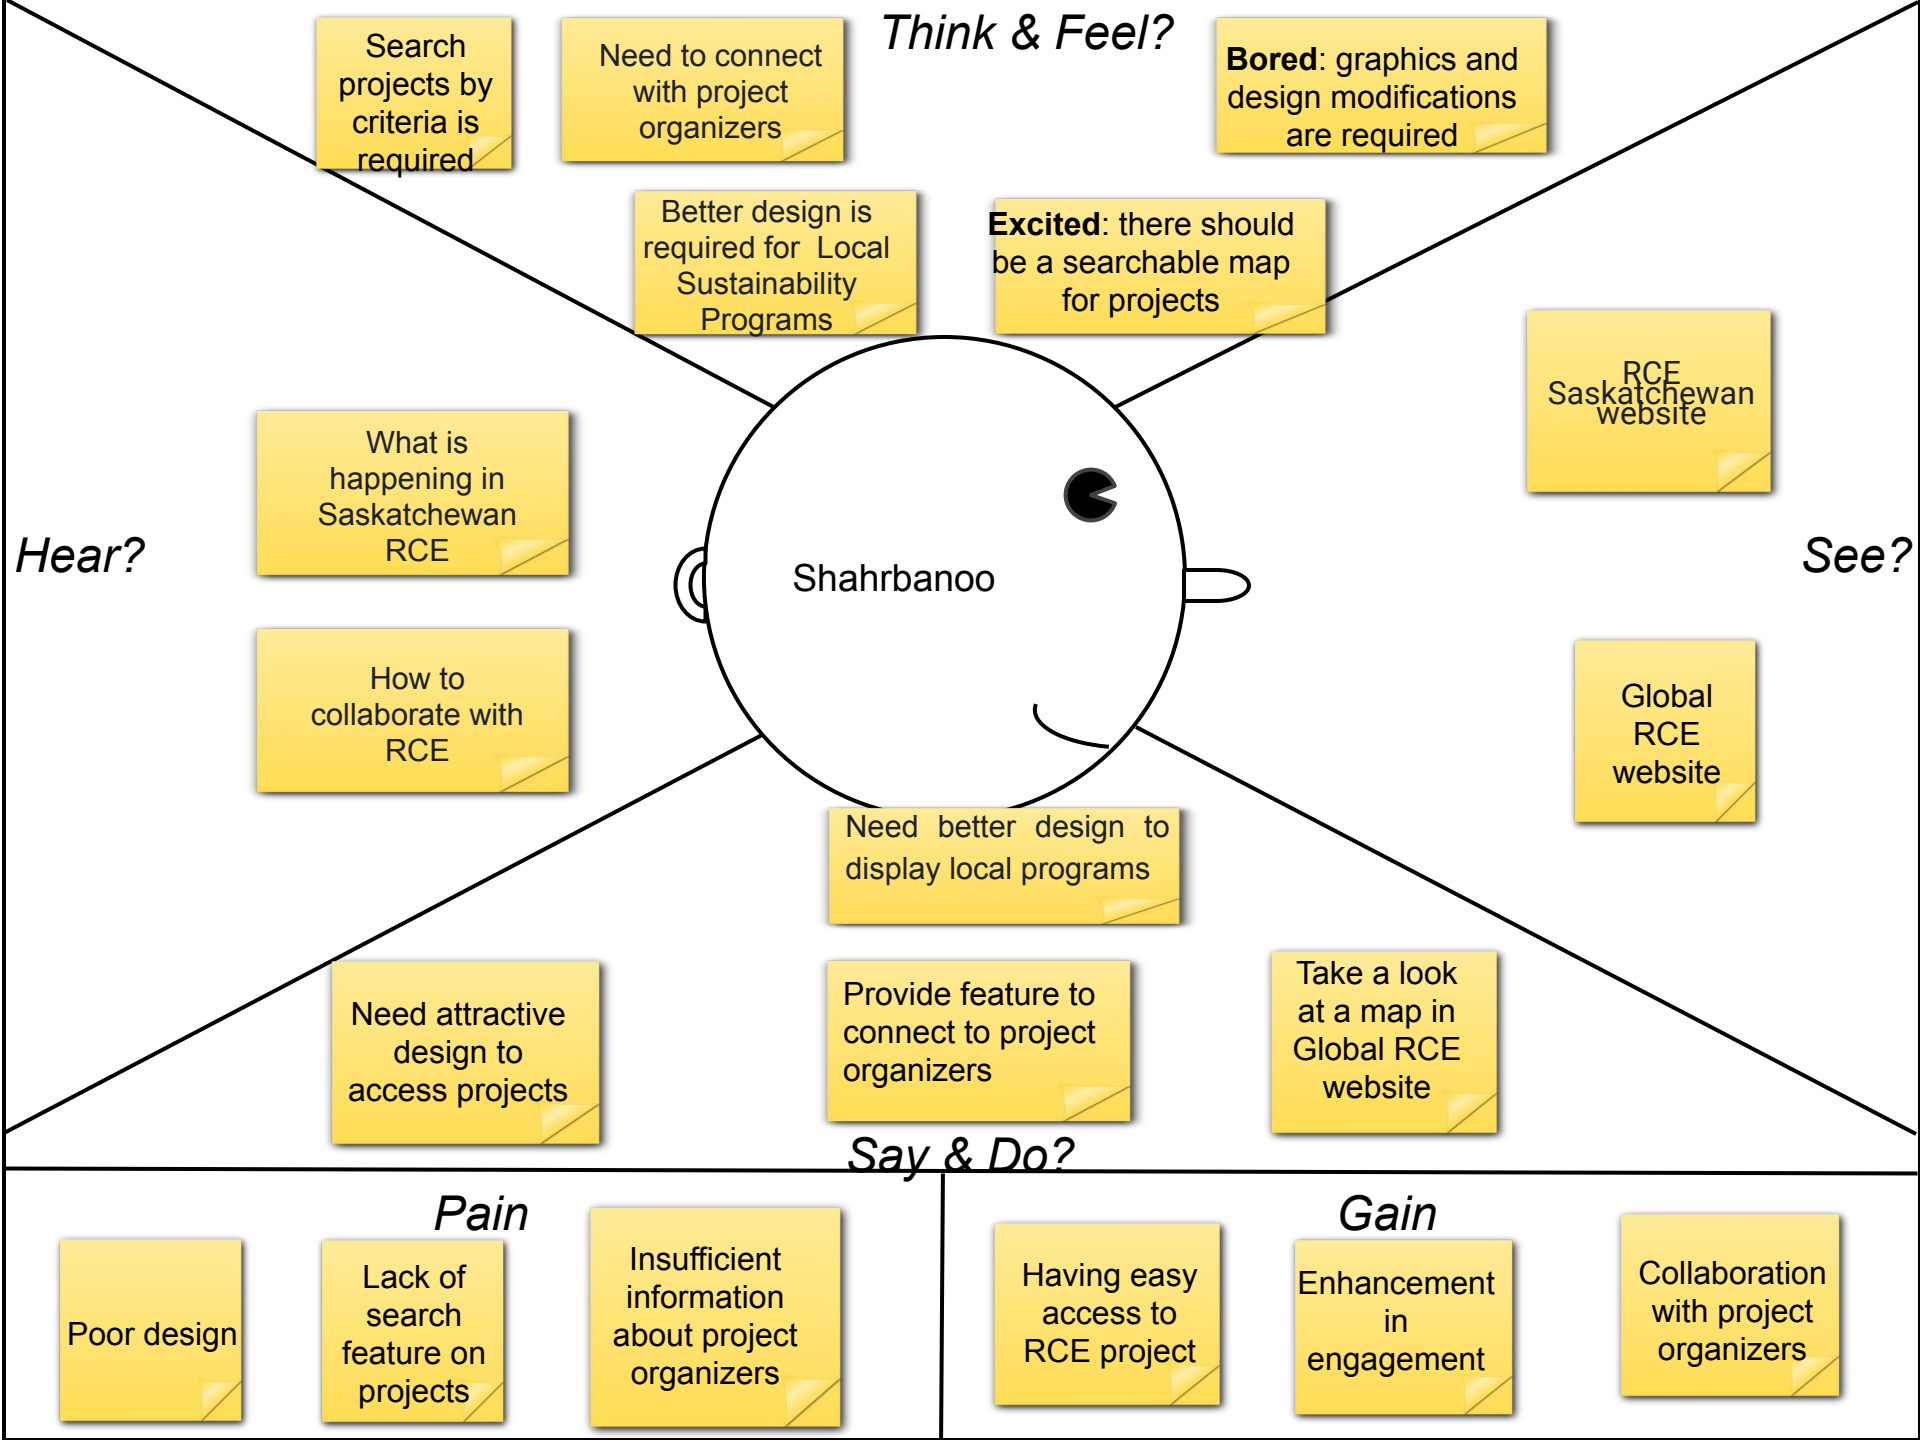 Think & Feel?
Search
projects by
criteria is
required
Need to connect
with project
organizers
Bored: graphics and
design modifications
are required
Better design is
required for Local
Sustainability
Programs
Excited: there should
be a searchable map
for projects
Hear?
What is
happening in
Saskatchewan
RCE
How to
collaborate with
RCE
Shahrbanoo
See?
RCE
Saskatchewan
website
Global
RCE
website
Need better design to
display local programs
Need attractive
design to
access projects
Provide feature to
connect to project
organizers
Take a look
at a map in
Global RCE
website
Say & Do?
Pain
Poor design
Lack of
search
feature on
projects
Insufficient
information
about project
organizers
Gain
Having easy
access to
RCE project
Enhancement
in
engagement
Collaboration
with project
organizers